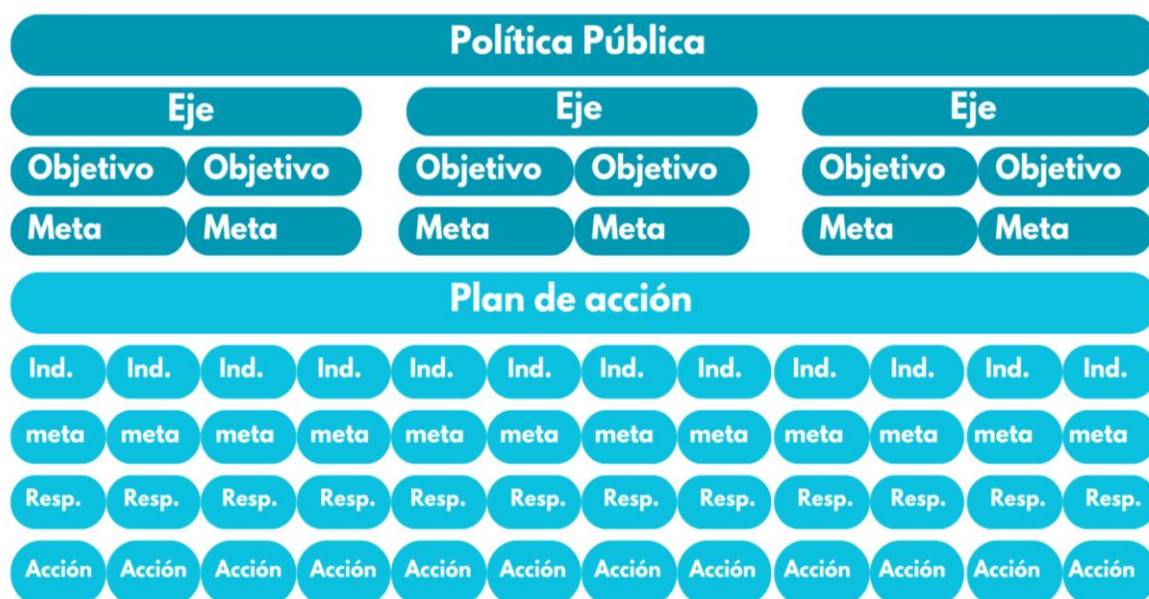 Política Pública
Eje Eje Eje
Objetivo Objetivo Objetivo Objetivo Objetivo Objetivo
Meta Meta Meta Meta Meta Meta
Plan de acción
Ind. Ind. Ind. Ind. Ind. Ind. Ind. Ind. Ind. Ind. Ind. Ind.
meta meta meta meta meta meta meta meta meta meta meta meta
Resp. Resp. Resp. Resp. Resp. Resp. Resp. Resp. Resp. Resp. Resp. Resp.
Acción Acción Acción Acción Acción Acción Acción Acción Acción Acción Acción Acción